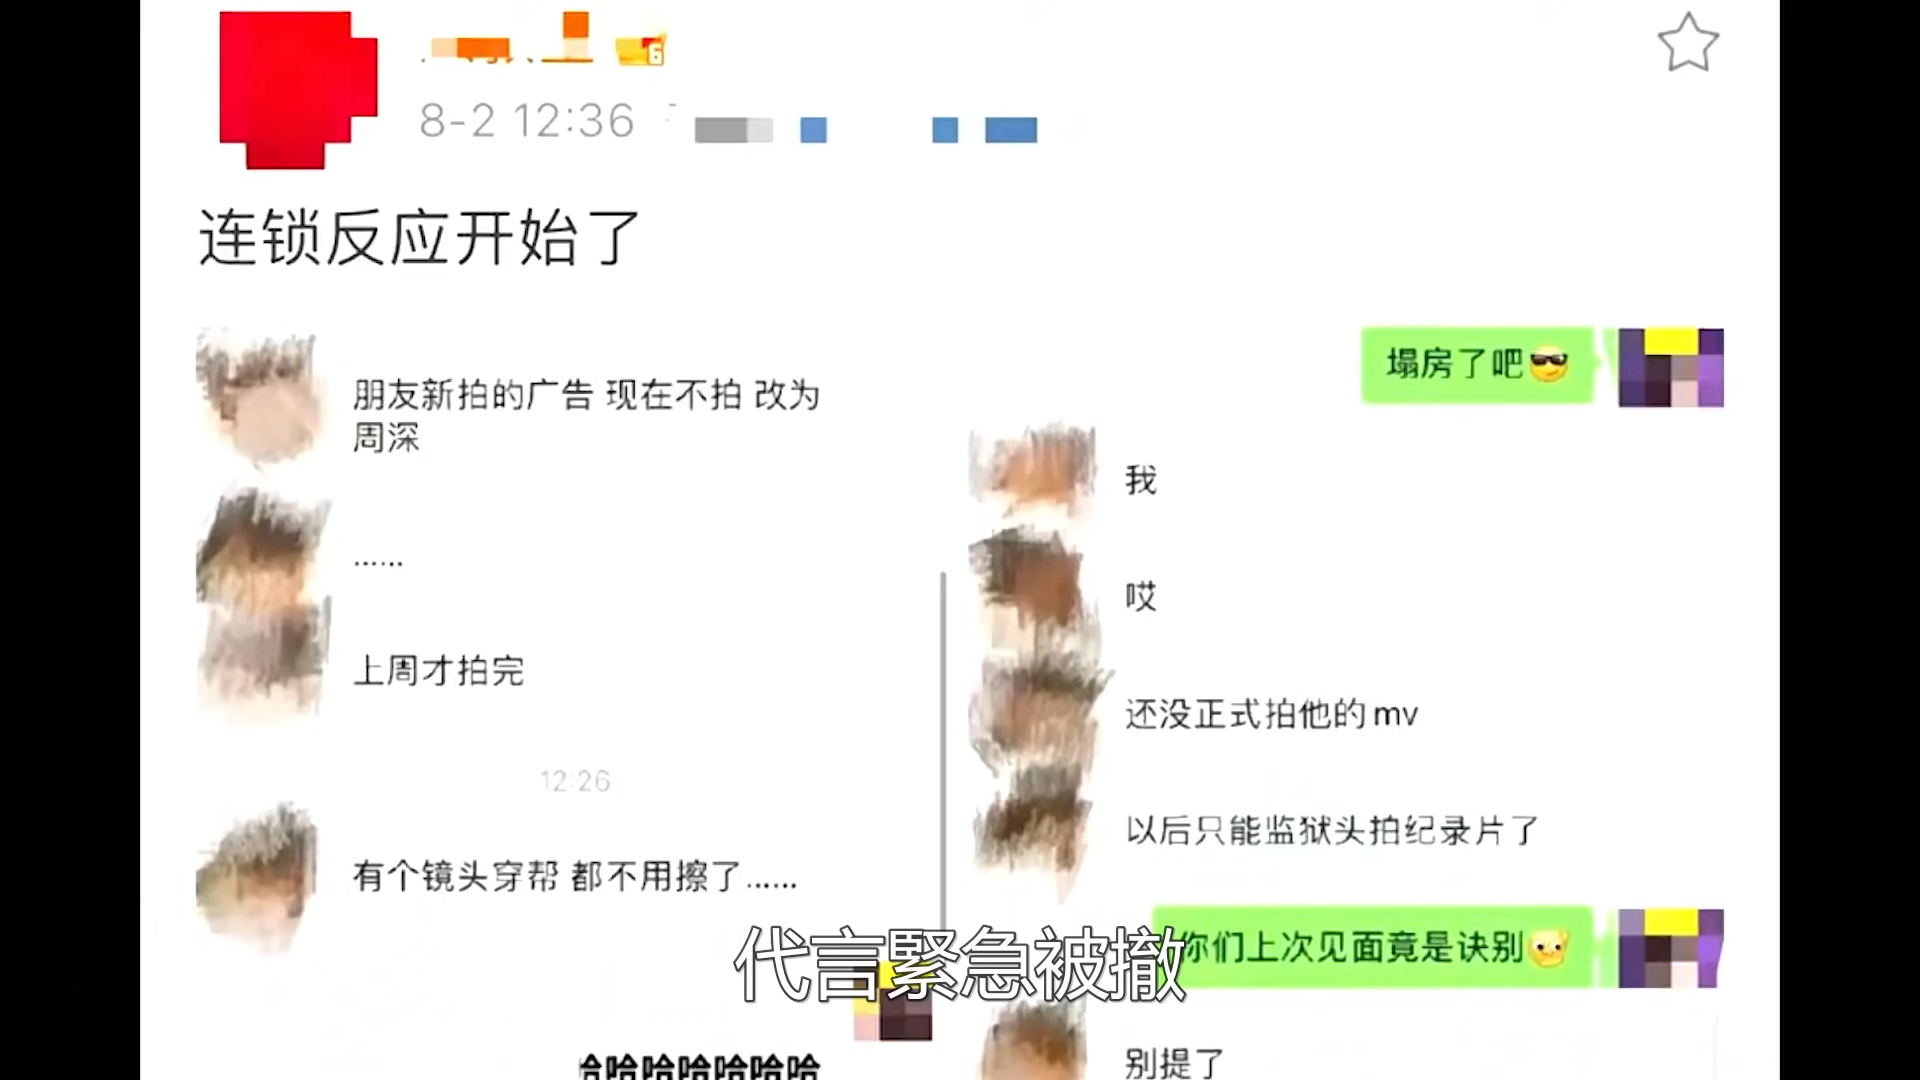 8-2 12:36
连锁反应开始了
朋友新拍的广告 现在不拍 改为
周深
……
上周才拍完
12:26
有个镜头穿帮 都不用擦了……
哈哈哈哈哈哈哈
塌房了吧
我
哎
还没正式拍他的mv
以后只能监狱头拍纪录片了
你们上次见面竟是诀别
别提了
代言緊急被撤